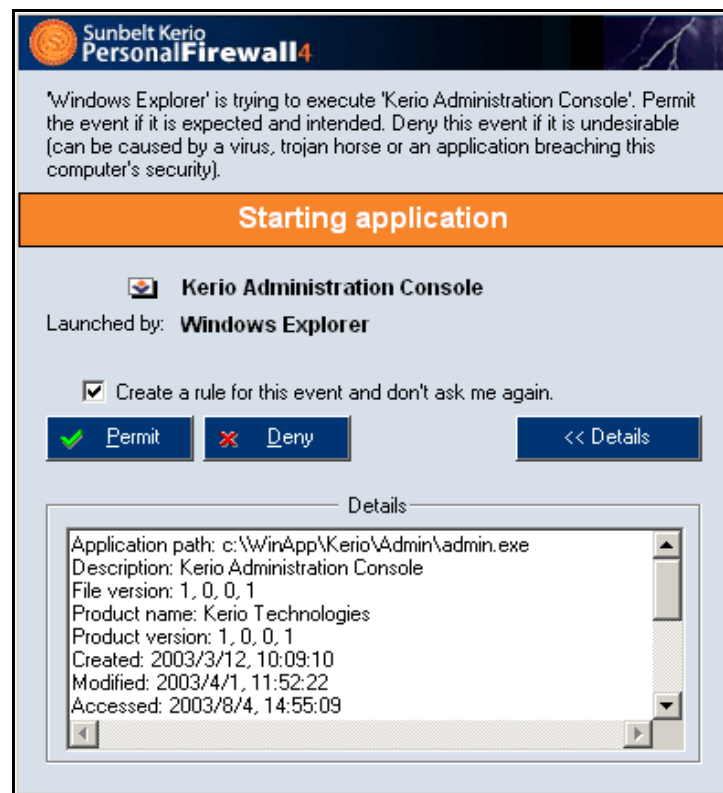 Sunbelt Kerio
PersonalFirewall4
'Windows Explorer' is trying to execute 'Kerio Administration Console'. Permit
the event if it is expected and intended. Deny this event if it is undesirable
(can be caused by a virus, trojan horse or an application breaching this
computer's security).
Starting application
Kerio Administration Console
Launched by: Windows Explorer
Create a rule for this event and don't ask me again.
Permit
Deny
<< Details
Details
Application path: c:\WinApp\Kerio\Admin\admin.exe
Description: Kerio Administration Console
File version: 1, 0, 0, 1
Product name: Kerio Technologies
Product version: 1, 0, 0, 1
Created: 2003/3/12, 10:09:10
Modified: 2003/4/1, 11:52:22
Accessed: 2003/8/4, 14:55:09